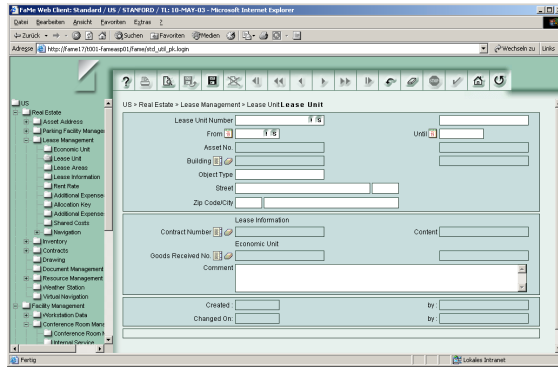 FaMe Web Client: Standard / US / STANFORD / TL: 10-MAY-03 - Microsoft Internet Explorer
Datei Bearbeiten Ansicht Favoriten Extras ?
Zurück Suchen Favoriten Medien
Adresse http://fame17/t001-famewasp01/fame/std_util_pk.login Wechseln zu Links
US > Real Estate > Lease Management > Lease Unit Lease Unit
US
Real Estate
Asset Address
Parking Facility Manage
Lease Management
Economic Unit
Lease Unit
Lease Areas
Lease Information
Rent Rate
Additional Expense
Allocation Key
Additional Expense
Shared Costs
Navigation
Inventory
Contracts
Drawing
Document Management
Resource Management
Weather Station
Virtual Navigation
Facility Management
Workstation Data
Conference Room Mana
Conference Room
Internal Service
Lease Unit Number
From Until
Asset No.
Building
Object Type
Street
Zip Code/City
Lease Information
Contract Number Content
Economic Unit
Goods Received No.
Comment
Created : by :
Changed On: by :
Fertig Lokales Intranet